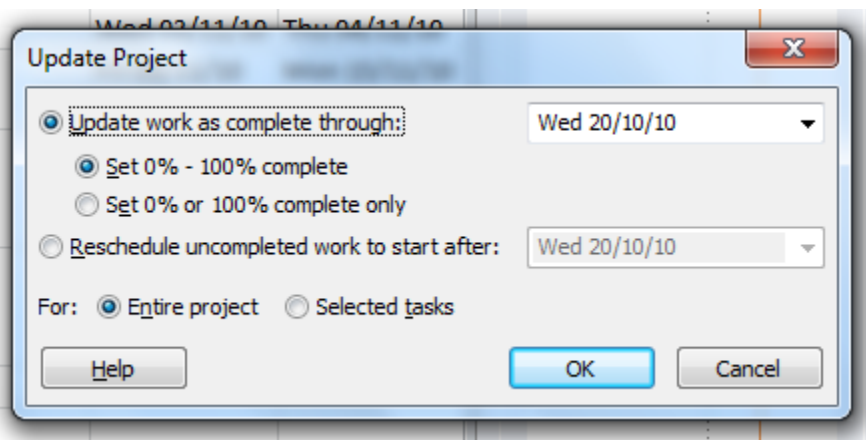 Wed 03/11/10 Thu 04/11/10
Update Project
Update work as complete through: Wed 20/10/10
Set 0% - 100% complete
Set 0% or 100% complete only
Reschedule uncompleted work to start after: Wed 20/10/10
For: Entire project Selected tasks
Help OK Cancel